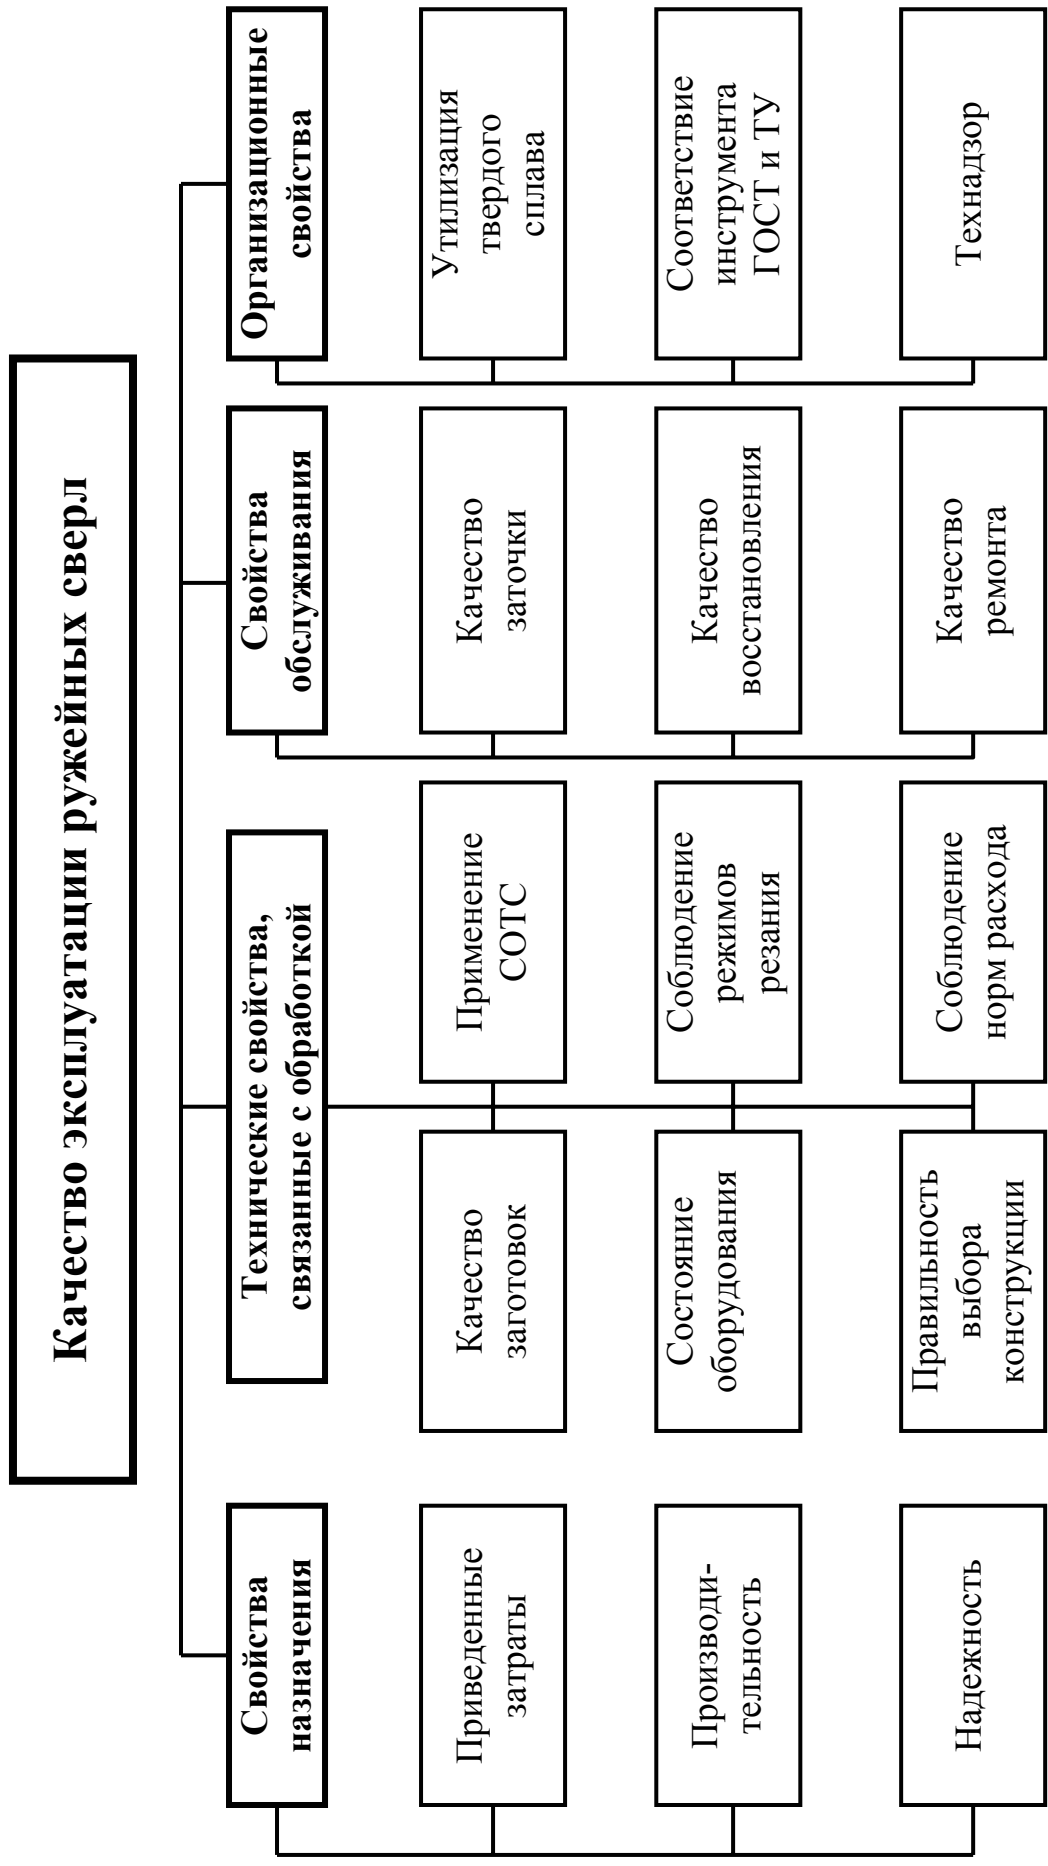 Качество эксплуатации ружейных сверл
Свойства
назначения
Приведенные
затраты
Производи-
тельность
Надежность
Технические свойства,
связанные с обработкой
Качество
заготовок
Применение
СОТС
Состояние
оборудования
Соблюдение
режимов
резания
Правильность
выбора
конструкции
Соблюдение
норм расхода
Свойства
обслуживания
Качество
заточки
Качество
восстановления
Качество
ремонта
Организационные
свойства
Утилизация
твердого
сплава
Соответствие
инструмента
ГОСТ и ТУ
Технадзор